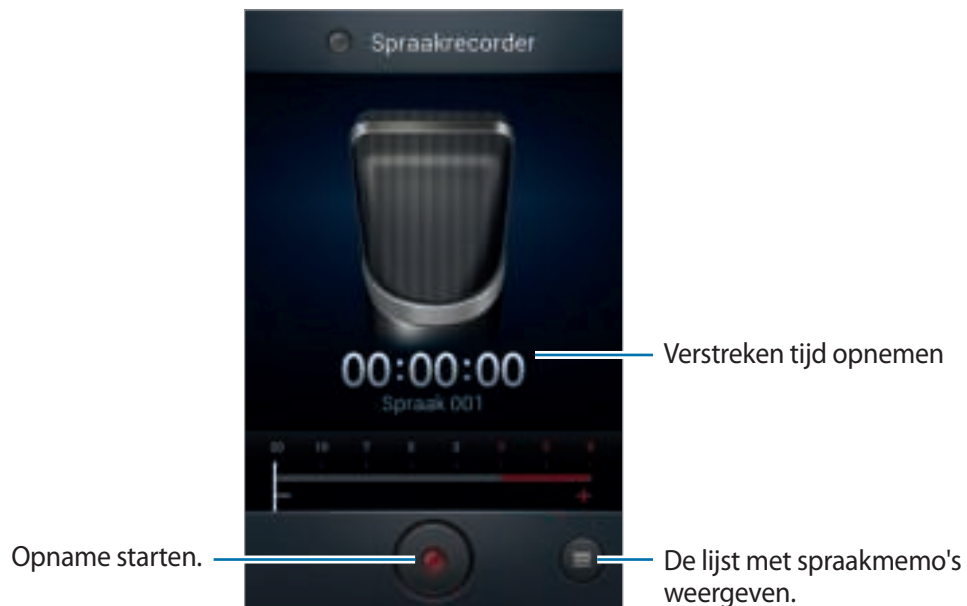 Spraakrecorder
00:00:00
Verstreken tijd opnemen
Spraak 001
Opname starten.
De lijst met spraakmemo's
weergeven.